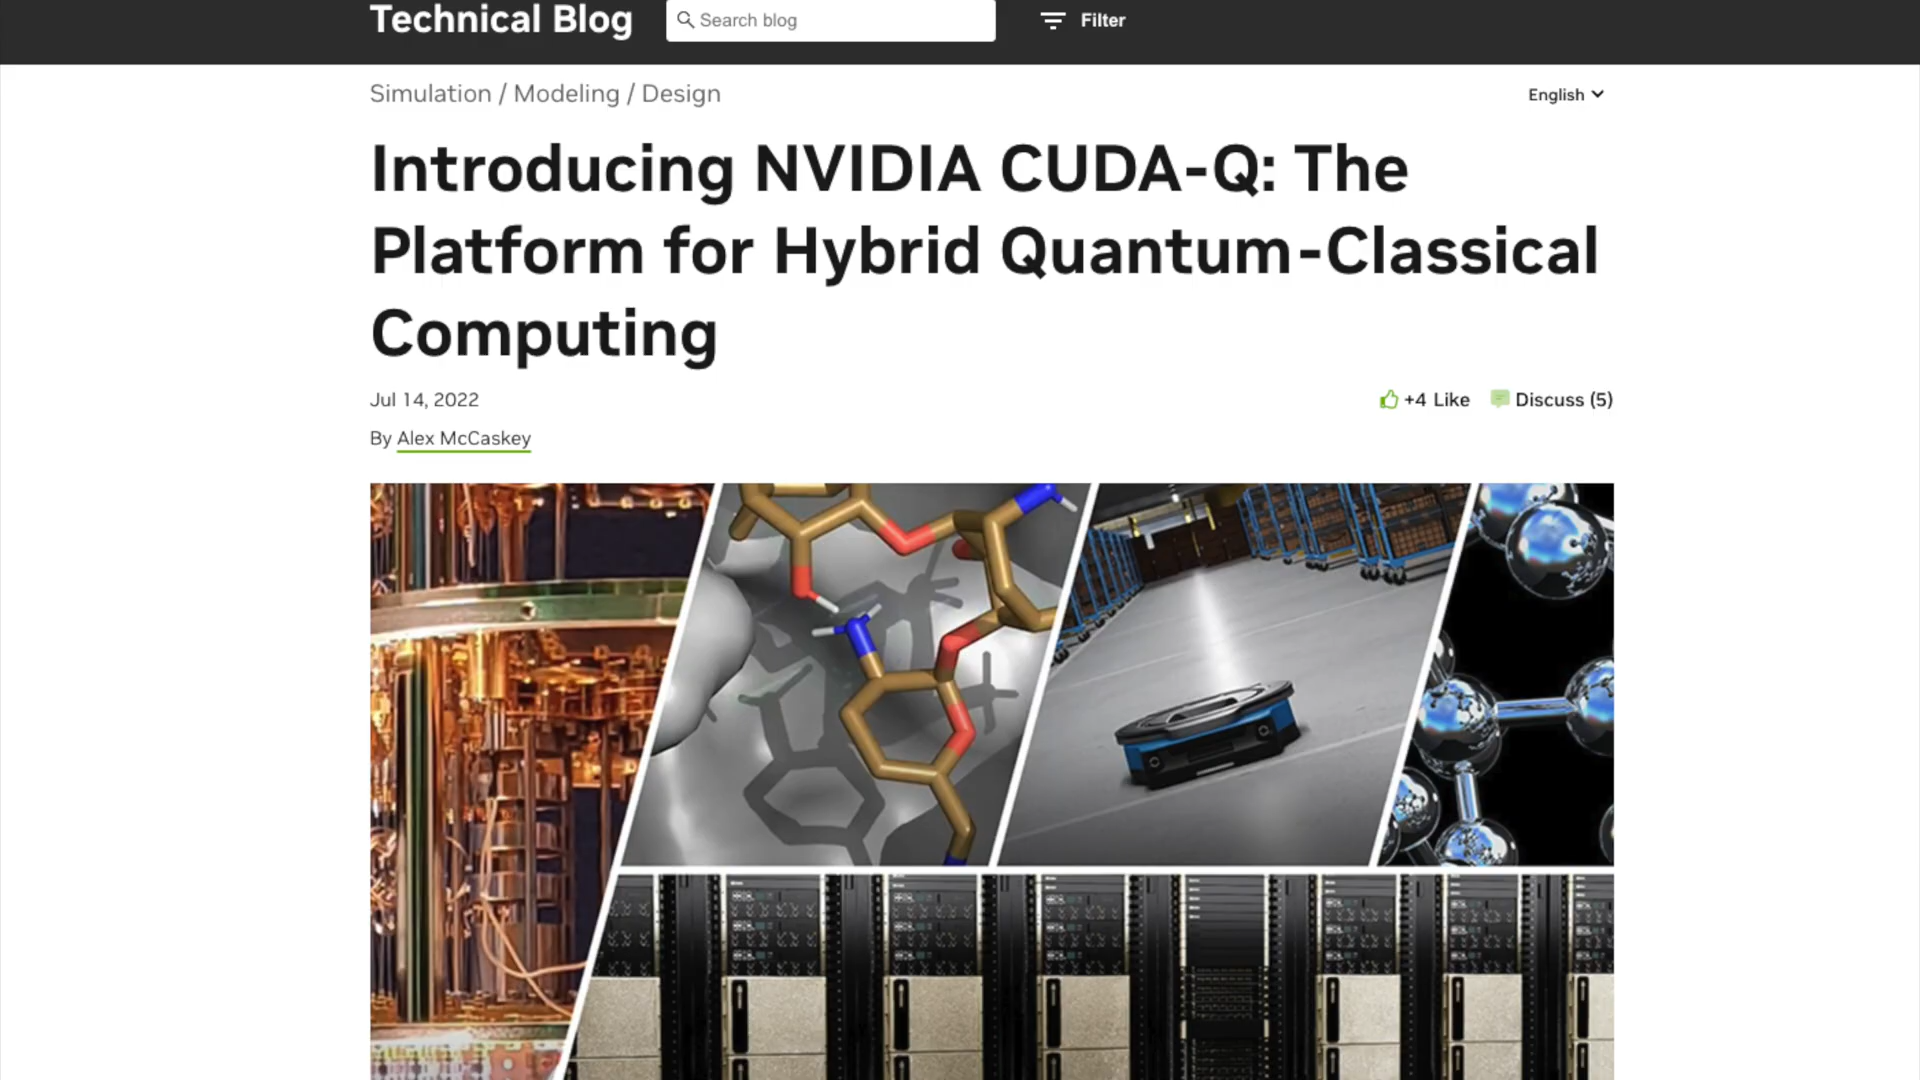 Technical Blog
Search blog
Filter
Simulation / Modeling / Design
English
Introducing NVIDIA CUDA-Q: The
Platform for Hybrid Quantum-Classical
Computing
Jul 14, 2022
+4 Like
Discuss (5)
By Alex McCaskey